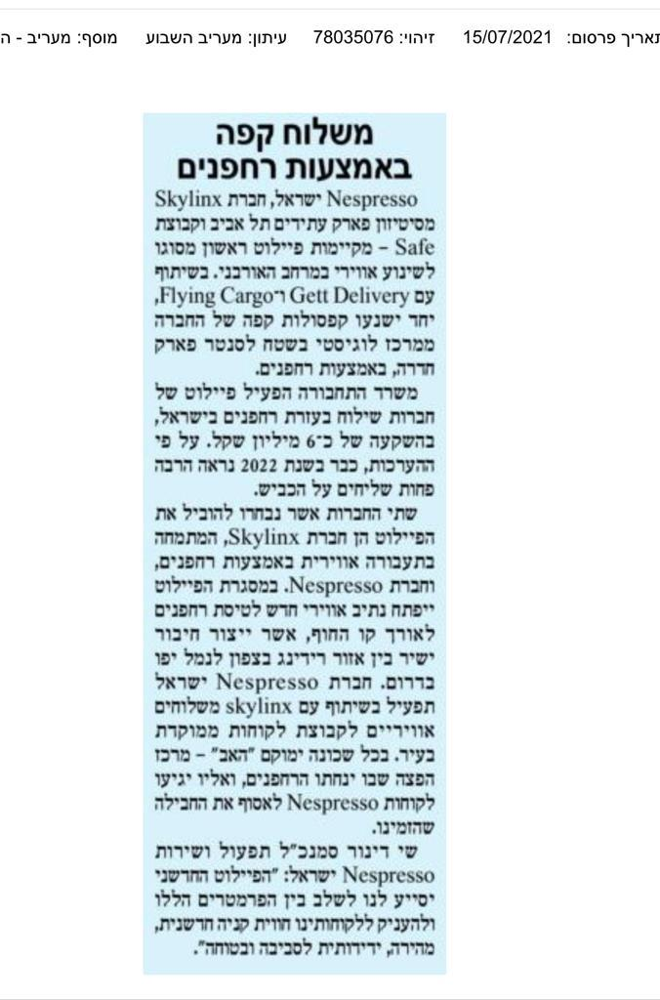 תאריך פרסום: 15/07/2021 זיהוי: 78035076 עיתון: מעריב השבוע מוסף: מעריב - ה
משלוח קפה
באמצעות רחפנים
Nespresso ישראל, חברת Skylinx
מסיטיזון פארק עתידים תל אביב וקבוצת
Safe – מקיימות פיילוט ראשון מסוגו
לשינוע אווירי במרחב האורבני. בשיתוף
עם Gett Delivery ו־Flying Cargo,
יחד ישנעו קפסולות קפה של החברה
ממרכז לוגיסטי בשטח לסנטר פארק
חדרה, באמצעות רחפנים.
משרד התחבורה הפעיל פיילוט של
חברות שילוח בעזרת רחפנים בישראל,
בהשקעה של כ־6 מיליון שקל. על פי
ההערכות, כבר בשנת 2022 נראה הרבה
פחות שליחים על הכביש.
שתי החברות אשר נבחרו להוביל את
הפיילוט הן חברת Skylinx, המתמחה
בתעבורה אווירית באמצעות רחפנים,
וחברת Nespresso. במסגרת הפיילוט
ייפתח נתיב אווירי חדש לטיסת רחפנים
לאורך קו החוף, אשר ייצור חיבור
ישיר בין אזור רידינג בצפון לנמל יפו
בדרום. חברת Nespresso ישראל
תפעיל בשיתוף עם skylinx משלוחים
אוויריים לקבוצת לקוחות ממוקדת
בעיר. בכל שכונה ימוקם "האב" – מרכז
הפצה שבו ינחתו הרחפנים, ואליו יגיעו
לקוחות Nespresso לאסוף את החבילה
שהזמינו.
שי דינור סמנכ"ל תפעול ושירות
Nespresso ישראל: "הפיילוט החדשני
יסייע לנו לשלב בין הפרמטרים הללו
ולהעניק ללקוחותינו חווית קניה חדשנית,
מהירה, ידידותית לסביבה ובטוחה".